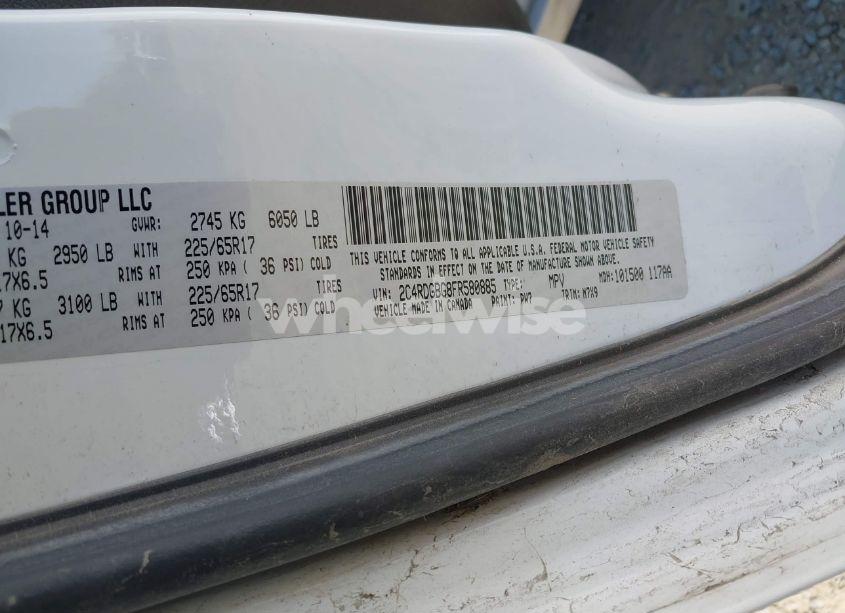 LER GROUP LLC
10-14 GVWR: 2745 KG 6050 LB
KG 2950 LB WITH 225/65R17 TIRES
17X6.5 RIMS AT 250 KPA ( 36 PSI) COLD
KG 3100 LB WITH 225/65R17 TIRES
17X6.5 RIMS AT 250 KPA ( 36 PSI) COLD
THIS VEHICLE CONFORMS TO ALL APPLICABLE U.S.A. FEDERAL MOTOR VEHICLE SAFETY
STANDARDS IN EFFECT ON THE DATE OF MANUFACTURE SHOWN ABOVE.
VIN: 2C4RDGBG8FR580685 TYPE: MPV MDH:101500 117AA
VEHICLE MADE IN CANADA PAINT: PW7 TRIM: M7X9
wheelwise